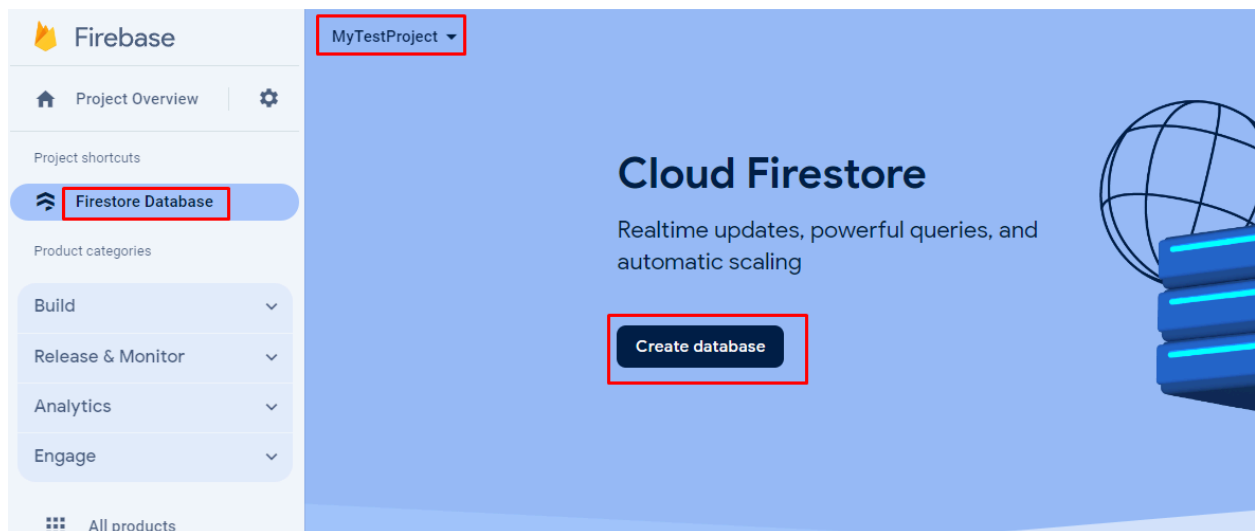 Firebase
Project Overview
Project shortcuts
Firestore Database
Product categories
Build
Release & Monitor
Analytics
Engage
All products
MyTestProject
Cloud Firestore
Realtime updates, powerful queries, and
automatic scaling
Create database